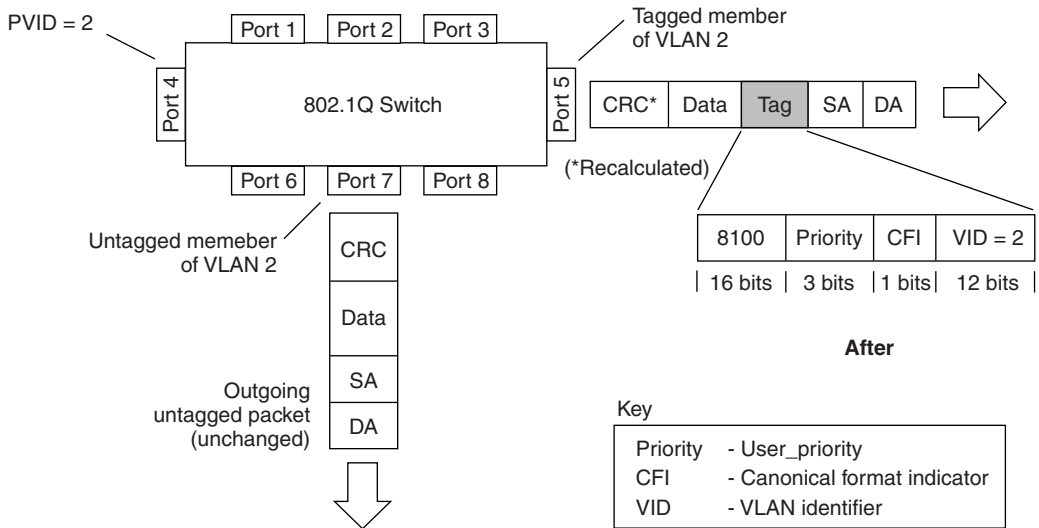 PVID = 2
Port 1
Port 2
Port 3
Tagged member
of VLAN 2
Port 4
802.1Q Switch
Port 5
CRC*
Data
Tag
SA
DA
(*Recalculated)
Port 6
Port 7
Port 8
Untagged memeber
of VLAN 2
CRC
Data
SA
DA
Outgoing
untagged packet
(unchanged)
8100
Priority
CFI
VID = 2
16 bits
3 bits
1 bits
12 bits
After
Key
Priority - User_priority
CFI - Canonical format indicator
VID - VLAN identifier